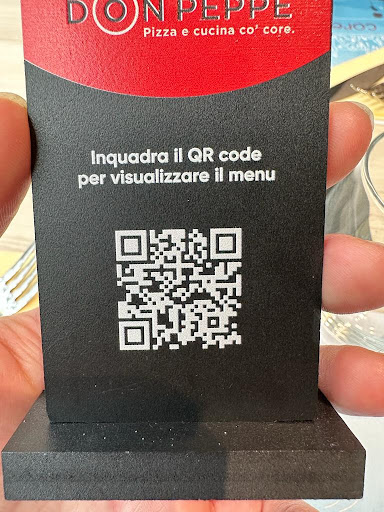 DON PEPPE
Pizza e cucina co' core.
Inquadra il QR code
per visualizzare il menu